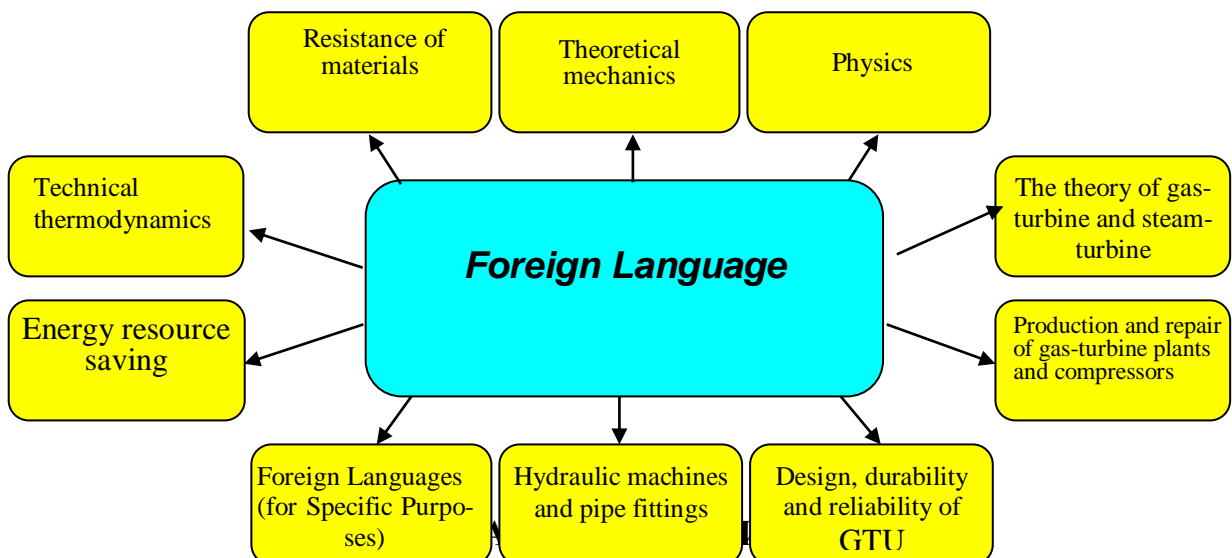 Resistance of
materials
Theoretical
mechanics
Physics
Technical
thermodynamics
Foreign Language
The theory of gas-
turbine and steam-
turbine
Energy resource
saving
Production and repair
of gas-turbine plants
and compressors
Foreign Languages
(for Specific Purpo-
ses)
Hydraulic machines
and pipe fittings
Design, durability
and reliability of
GTU